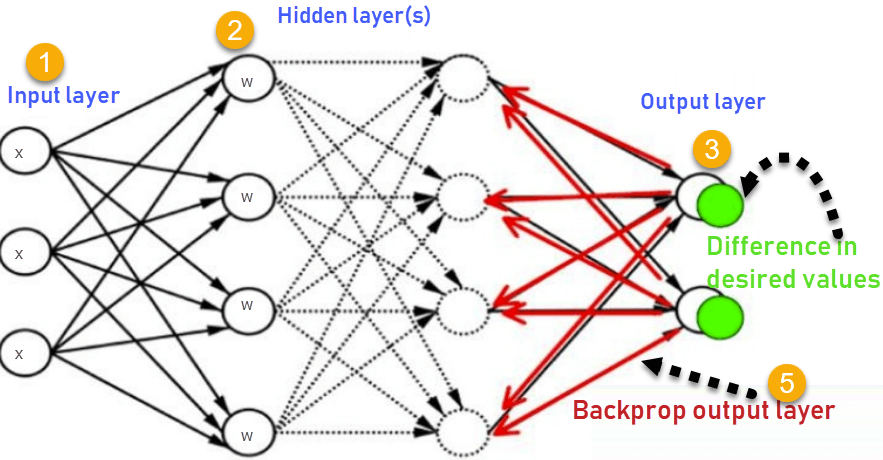 2
Hidden layer(s)
1
Input layer
w
Output layer
3
x
w
x
Difference in
desired values
w
x
5
Backprop output layer
w